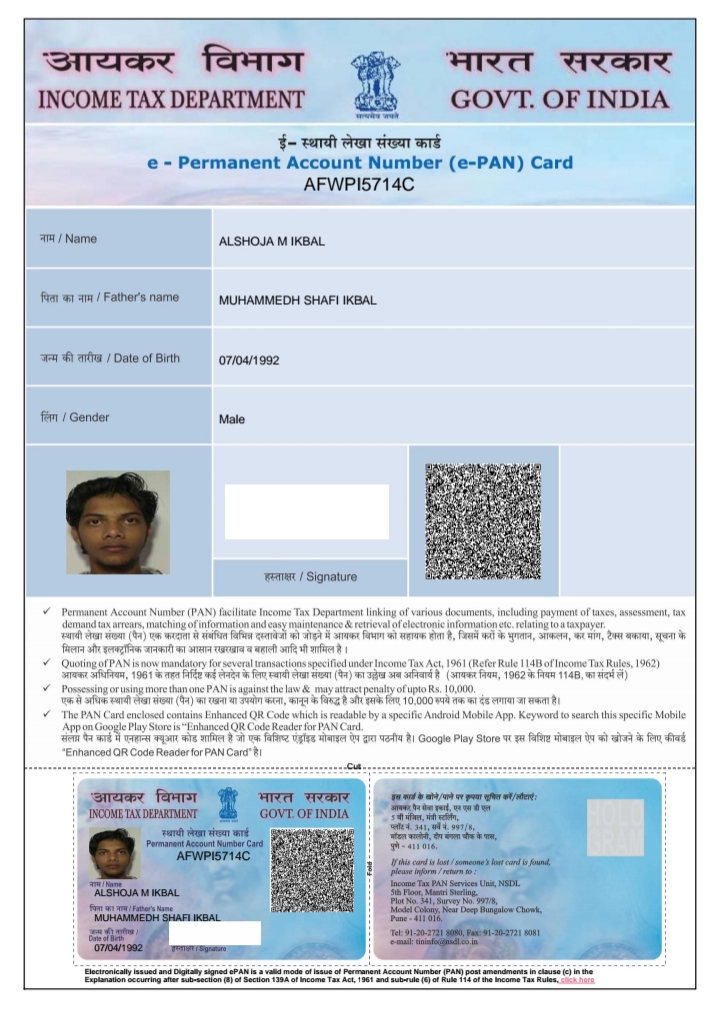 आयकर विभाग
INCOME TAX DEPARTMENT
सत्यमेव जयते
भारत सरकार
GOVT. OF INDIA
ई- स्थायी लेखा संख्या कार्ड
e - Permanent Account Number (e-PAN) Card
AFWPI5714C
नाम / Name
ALSHOJA M IKBAL
पिता का नाम / Father's name
MUHAMMEDH SHAFI IKBAL
जन्म की तारीख / Date of Birth
07/04/1992
लिंग / Gender
Male
हस्ताक्षर / Signature
✓ Permanent Account Number (PAN) facilitate Income Tax Department linking of various documents, including payment of taxes, assessment, tax
demand tax arrears, matching of information and easy maintenance & retrieval of electronic information etc. relating to a taxpayer.
स्थायी लेखा संख्या (पैन) एक करदाता से संबंधित विभिन्न दस्तावेजों को जोड़ने में आयकर विभाग को सहायक होता है, जिसमें करों के भुगतान, आकलन, कर मांग, टैक्स बकाया, सूचना के
मिलान और इलक्ट्रॉनिक जानकारी का आसान रखरखाव व बहाली आदि भी शामिल है ।
✓ Quoting of PAN is now mandatory for several transactions specified under Income Tax Act, 1961 (Refer Rule 114B of Income Tax Rules, 1962)
आयकर अधिनियम, 1961 के तहत निर्दिष्ट कई लेनदेन के लिए स्थायी लेखा संख्या (पैन) का उल्लेख अब अनिवार्य है (आयकर नियम, 1962 के नियम 114B, का संदर्भ लें)
✓ Possessing or using more than one PAN is against the law & may attract penalty of upto Rs. 10,000.
एक से अधिक स्थायी लेखा संख्या (पैन) का रखना या उपयोग करना, कानून के विरुद्ध है और इसके लिए 10,000 रुपये तक का दंड लगाया जा सकता है।
✓ The PAN Card enclosed contains Enhanced QR Code which is readable by a specific Android Mobile App. Keyword to search this specific Mobile
App on Google Play Store is "Enhanced QR Code Reader for PAN Card.
संलग्न पैन कार्ड में एनहान्स क्यूआर कोड शामिल है जो एक विशिष्ट एंड्रॉइड मोबाइल ऐप द्वारा पठनीय है। Google Play Store पर इस विशिष्ट मोबाइल ऐप को खोजने के लिए कीवर्ड
"Enhanced QR Code Reader for PAN Card" है।
Cut
आयकर विभाग
INCOME TAX DEPARTMENT
भारत सरकार
GOVT. OF INDIA
स्थायी लेखा संख्या कार्ड
Permanent Account Number Card
AFWPI5714C
नाम / Name
ALSHOJA M IKBAL
पिता का नाम / Father's Name
MUHAMMEDH SHAFI IKBAL
जन्म की तारीख /
Date of Birth
07/04/1992
हस्ताक्षर / Signature
Fold
इस कार्ड के खोने/पाने पर कृपया सूचित करें/लौटाएं:
आयकर पैन सेवा इकाई, एन एस डी एल
5 वीं मंजिल, मंत्री स्टर्लिंग,
प्लॉट नं. 341, सर्वे नं. 997/8,
मॉडल कालोनी, दीप बंगला चौक के पास,
पुणे - 411 016.
If this card is lost / someone's lost card is found,
please inform / return to :
Income Tax PAN Services Unit, NSDL
5th Floor, Mantri Sterling,
Plot No. 341, Survey No. 997/8,
Model Colony, Near Deep Bungalow Chowk,
Pune - 411 016.
Tel: 91-20-2721 8080, Fax: 91-20-2721 8081
e-mail: tininfo@nsdl.co.in
Electronically issued and Digitally signed ePAN is a valid mode of issue of Permanent Account Number (PAN) post amendments in clause (c) in the
Explanation occurring after sub-section (8) of Section 139A of Income Tax Act, 1961 and sub-rule (6) of Rule 114 of the Income Tax Rules, click here